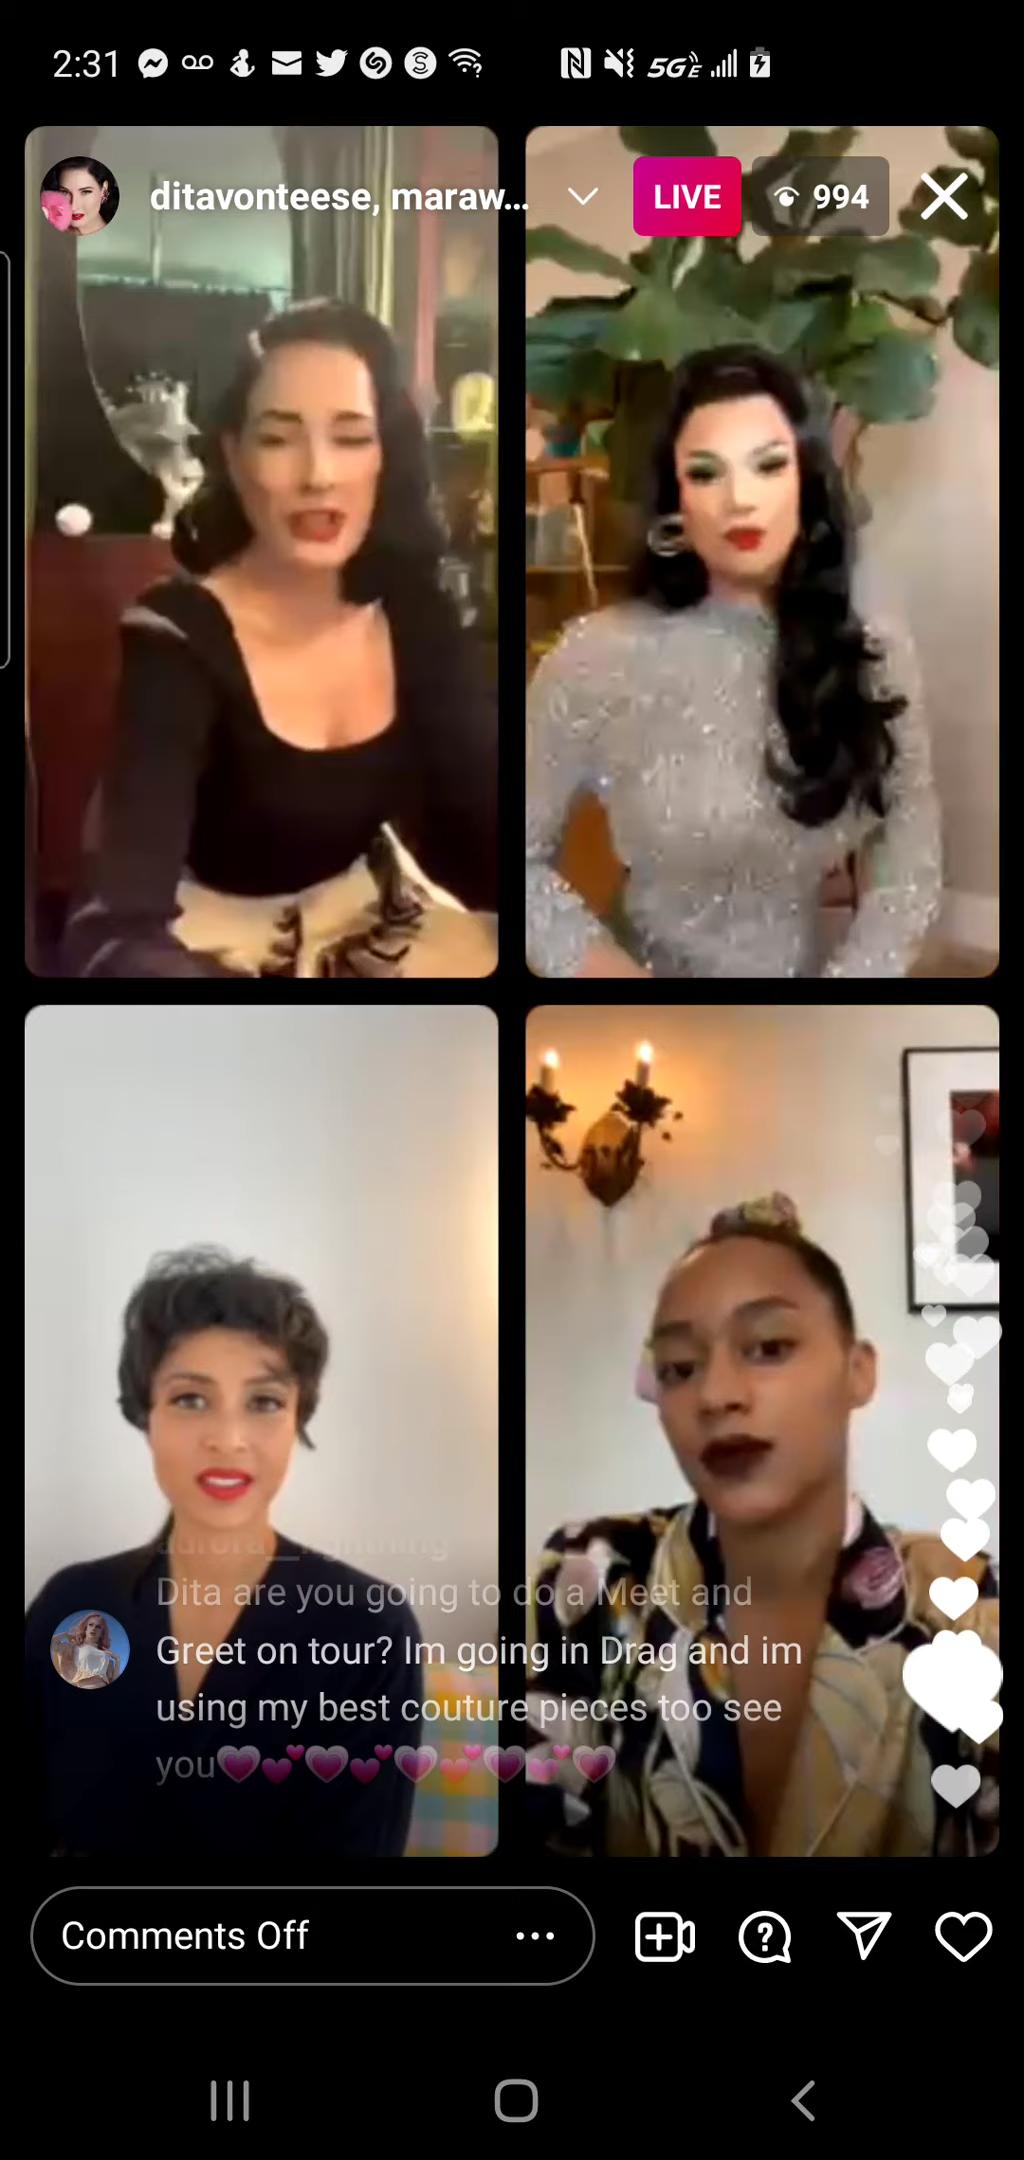 2:31
5GE
ditavonteese, maraw...
LIVE
994
Dita are you going to do a Meet and
Greet on tour? Im going in Drag and im
using my best couture pieces too see
you💗💕💗💕💗💕💗💕💗
Comments Off